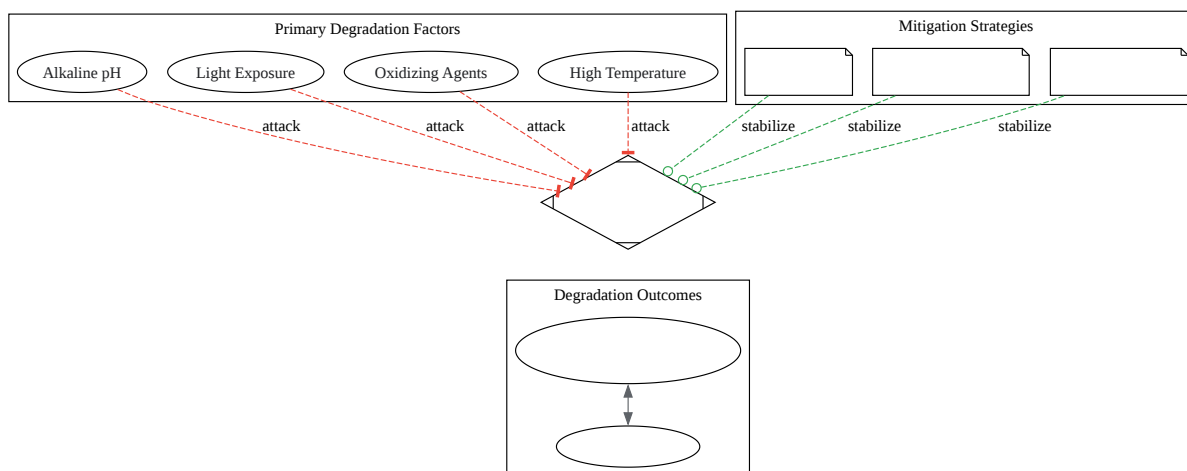 Primary Degradation Factors
Mitigation Strategies
Alkaline pH
Light Exposure
Oxidizing Agents
High Temperature
attack
attack
attack
attack
stabilize
stabilize
stabilize
Degradation Outcomes